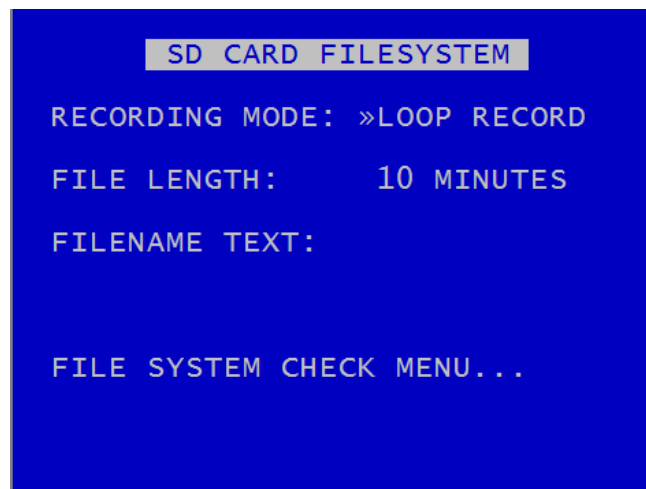 SD CARD FILESYSTEM
RECORDING MODE: »LOOP RECORD
FILE LENGTH: 10 MINUTES
FILENAME TEXT:
FILE SYSTEM CHECK MENU...